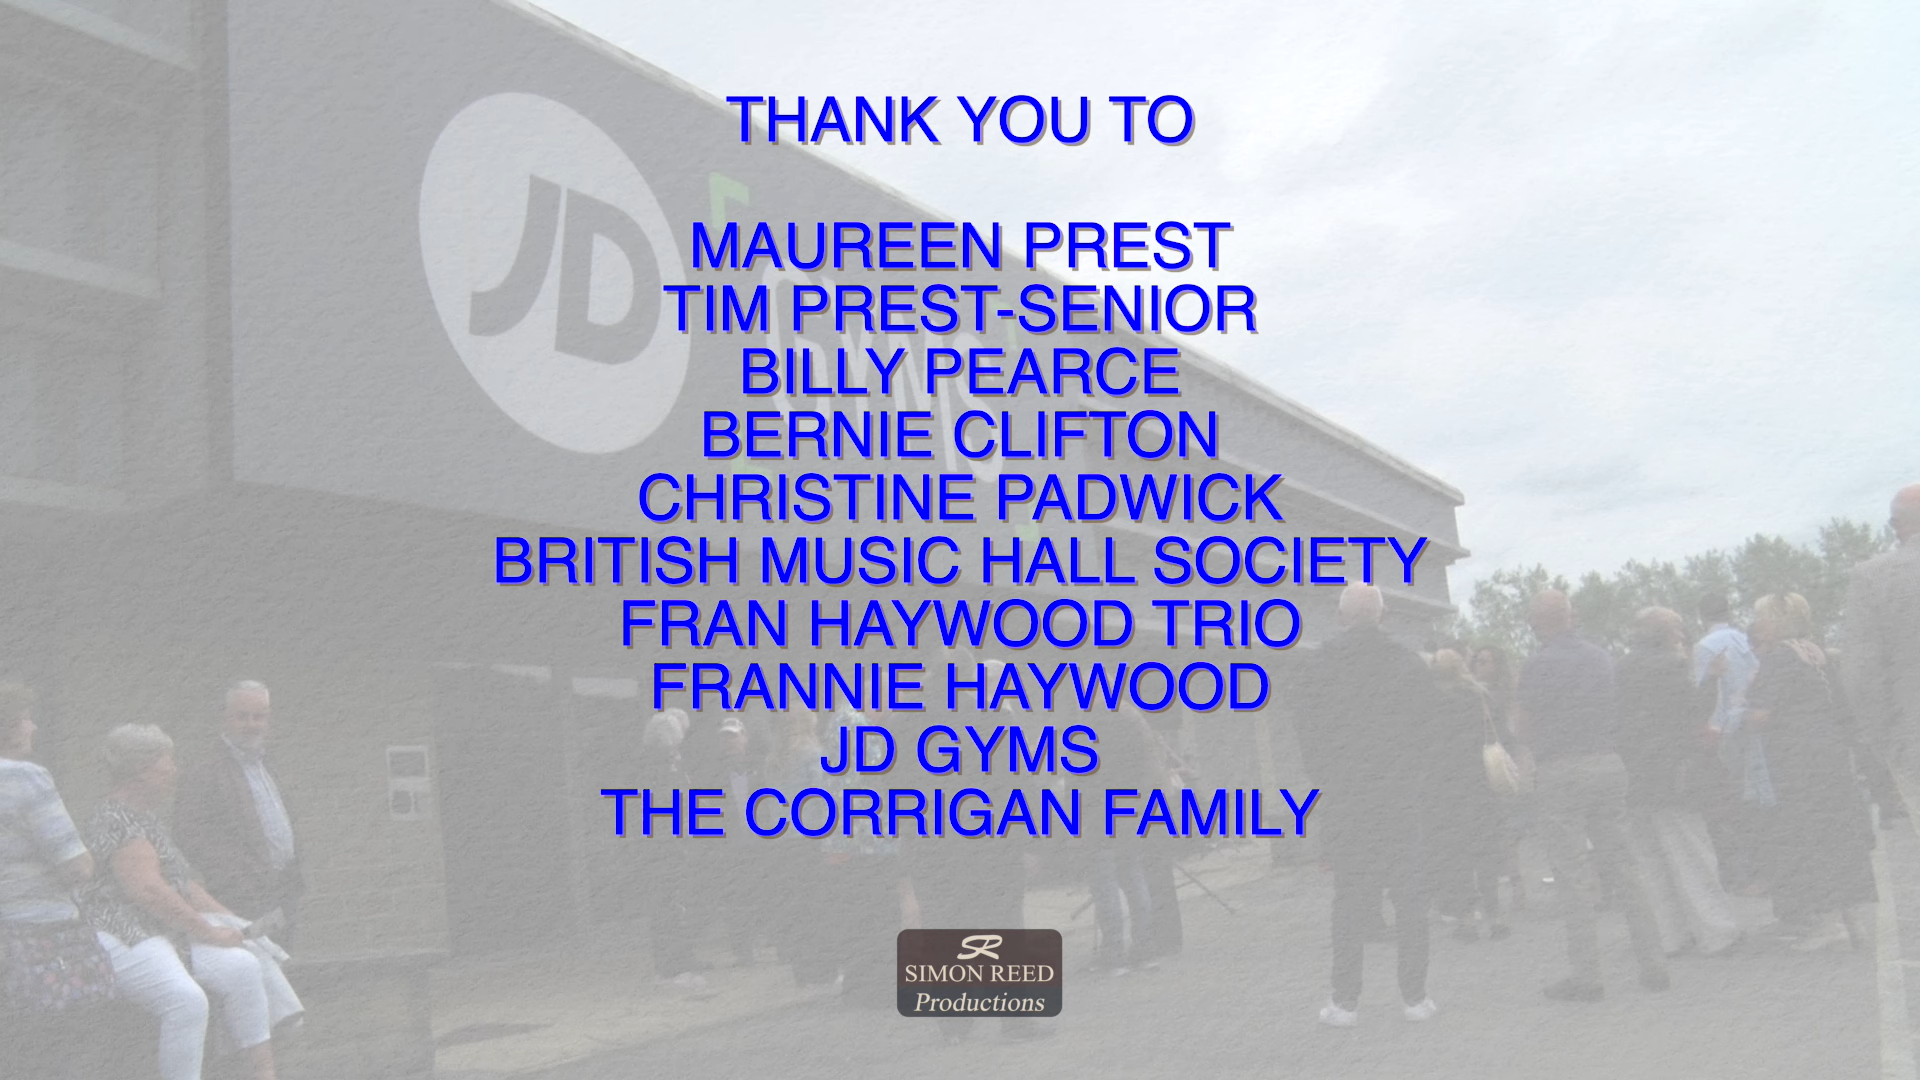 THANK YOU TO
MAUREEN PREST
TIM PREST-SENIOR
BILLY PEARCE
BERNIE CLIFTON
CHRISTINE PADWICK
BRITISH MUSIC HALL SOCIETY
FRAN HAYWOOD TRIO
FRANNIE HAYWOOD
JD GYMS
THE CORRIGAN FAMILY
JD
GYMS
SR
SIMON REED
Productions